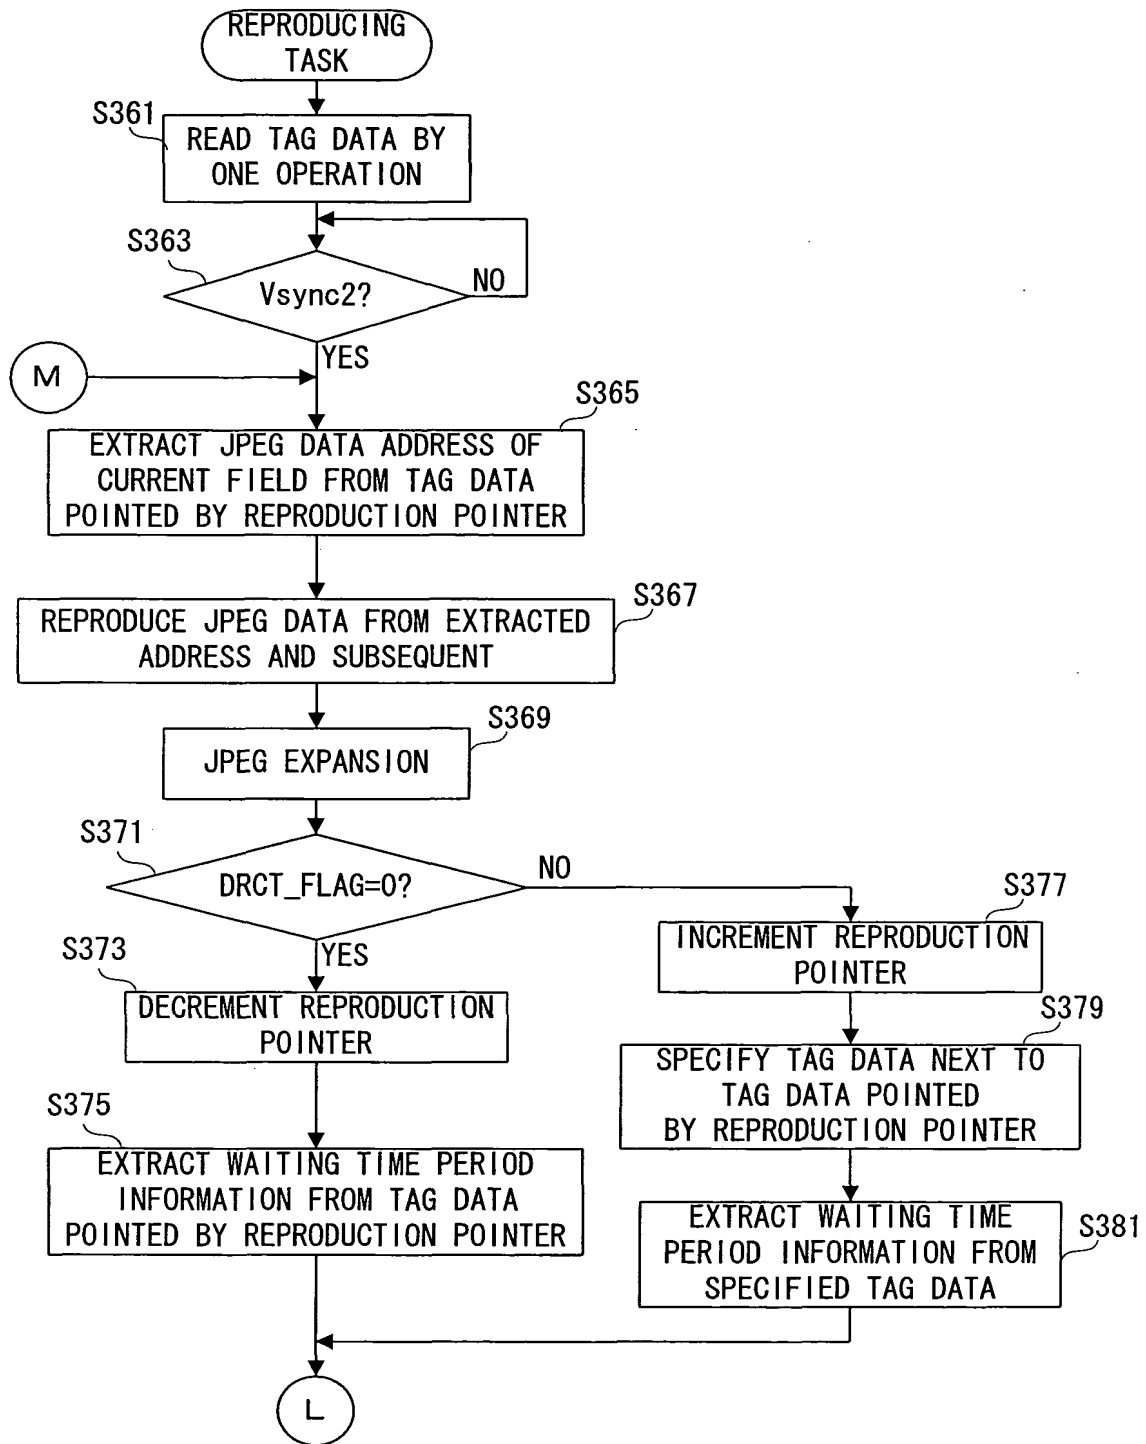 REPRODUCING
TASK
S361
READ TAG DATA BY
ONE OPERATION
S363
Vsync2?
NO
YES
M
S365
EXTRACT JPEG DATA ADDRESS OF
CURRENT FIELD FROM TAG DATA
POINTED BY REPRODUCTION POINTER
S367
REPRODUCE JPEG DATA FROM EXTRACTED
ADDRESS AND SUBSEQUENT
S369
JPEG EXPANSION
S371
DRCT_FLAG=0?
NO
YES
S373
DECREMENT REPRODUCTION
POINTER
S375
EXTRACT WAITING TIME PERIOD
INFORMATION FROM TAG DATA
POINTED BY REPRODUCTION POINTER
S377
INCREMENT REPRODUCTION
POINTER
S379
SPECIFY TAG DATA NEXT TO
TAG DATA POINTED
BY REPRODUCTION POINTER
S381
EXTRACT WAITING TIME
PERIOD INFORMATION FROM
SPECIFIED TAG DATA
L